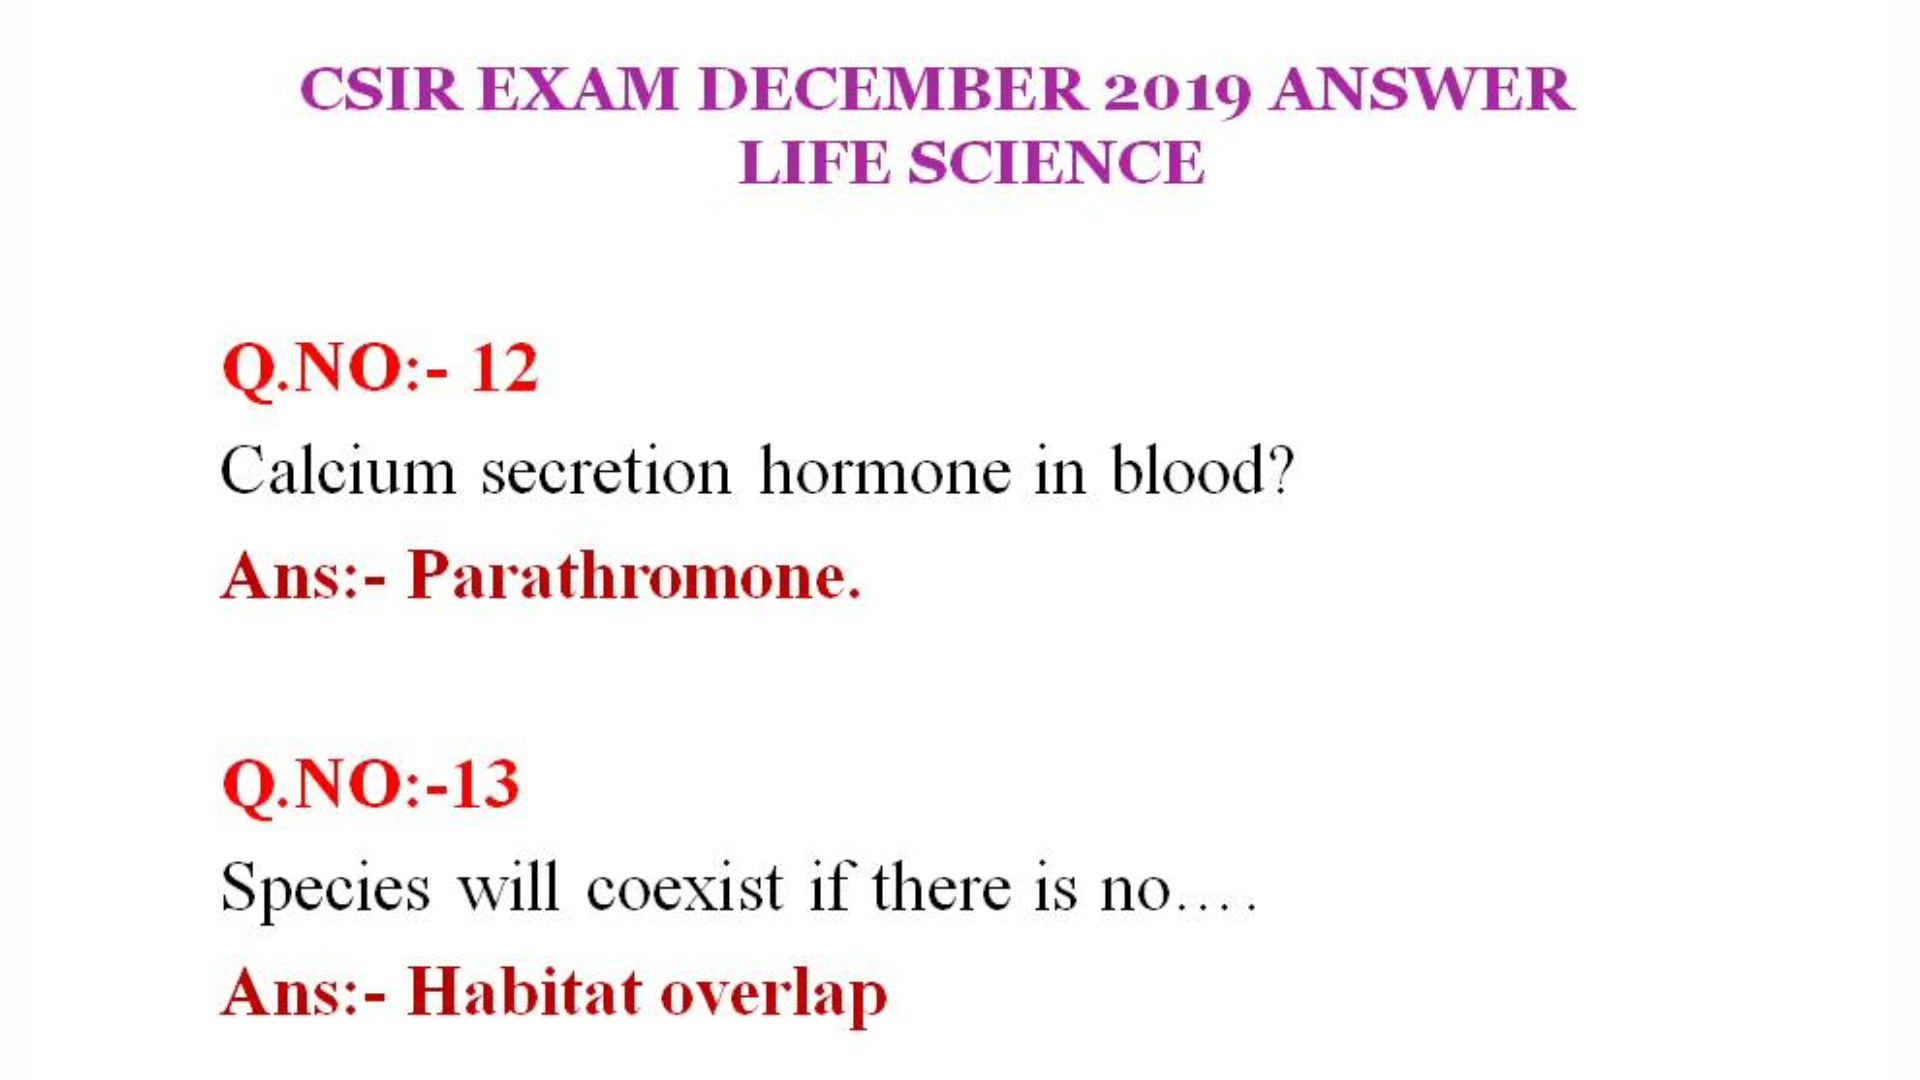 CSIR EXAM DECEMBER 2019 ANSWER
LIFE SCIENCE
Q.NO:- 12
Calcium secretion hormone in blood?
Ans:- Parathromone.
Q.NO:-13
Species will coexist if there is no….
Ans:- Habitat overlap